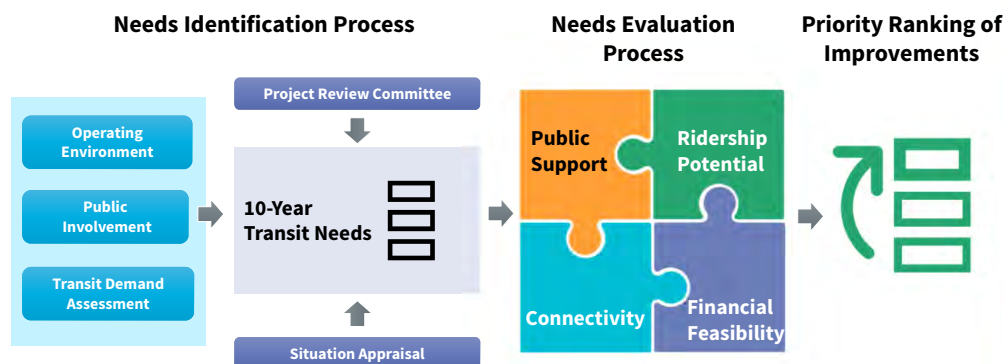 Needs Identification Process
Needs Evaluation
Process
Priority Ranking of
Improvements
Project Review Committee
Operating
Environment
Public
Involvement
Transit Demand
Assessment
10-Year
Transit Needs
Situation Appraisal
Public
Support
Ridership
Potential
Connectivity
Financial
Feasibility